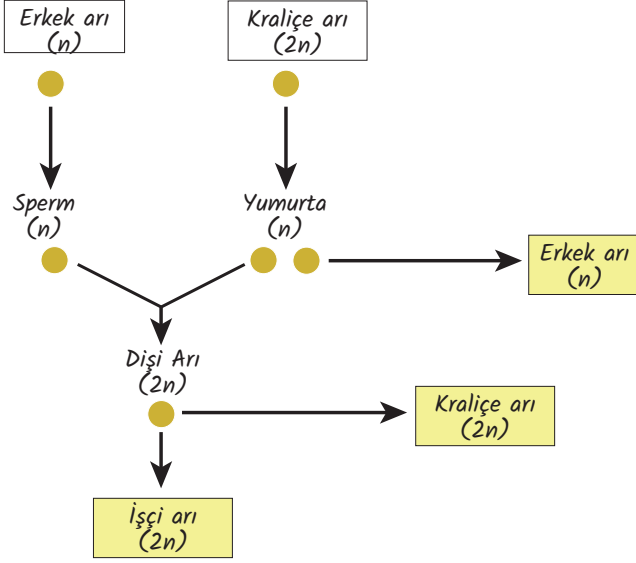 Erkek arı
(n)
Kraliçe arı
(2n)
Sperm
(n)
Yumurta
(n)
Erkek arı
(n)
Dişi Arı
(2n)
Kraliçe arı
(2n)
İşçi arı
(2n)